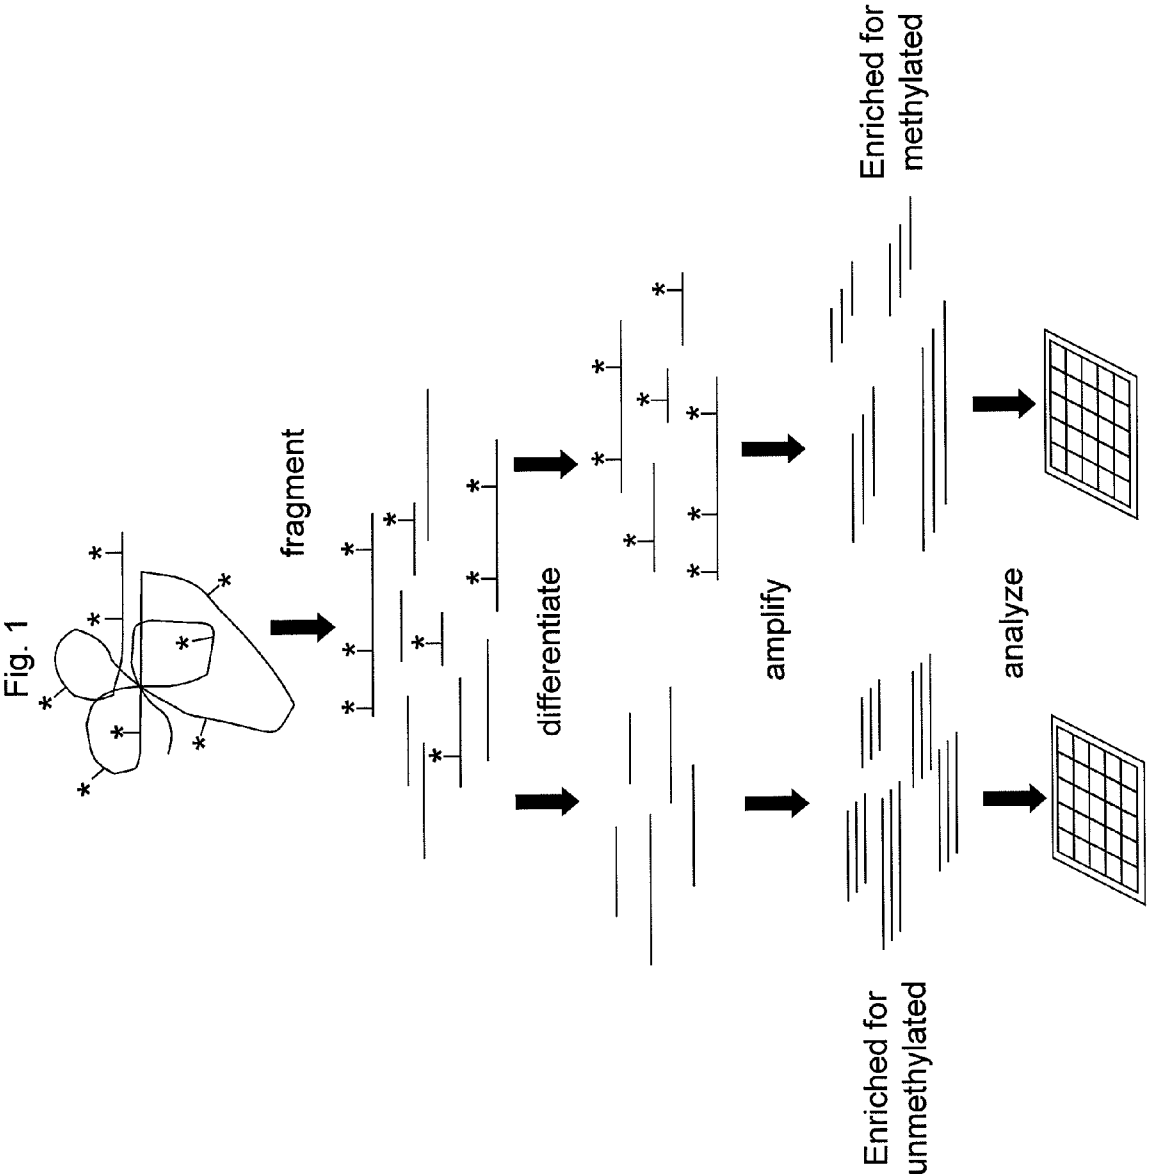 Fig. 1
fragment
differentiate
amplify
Enriched for
unmethylated
Enriched for
methylated
analyze